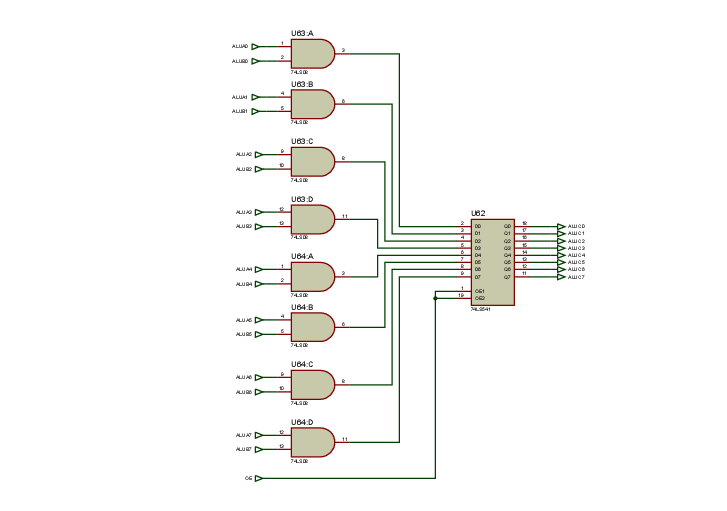 U63:A
ALUA0 1 3
ALUB0 2
74LS08
U63:B
ALUA1 4 6
ALUB1 5
74LS08
U63:C
ALUA2 9 8
ALUB2 10
74LS08
U63:D
ALUA3 12 11
ALUB3 13
74LS08
U62
2 D0 Q0 18 ALUC0
3 D1 Q1 17 ALUC1
4 D2 Q2 16 ALUC2
5 D3 Q3 15 ALUC3
6 D4 Q4 14 ALUC4
7 D5 Q5 13 ALUC5
8 D6 Q6 12 ALUC6
9 D7 Q7 11 ALUC7
1 OE1
19 OE2
74LS541
U64:A
ALUA4 1 3
ALUB4 2
74LS08
U64:B
ALUA5 4 6
ALUB5 5
74LS08
U64:C
ALUA6 9 8
ALUB6 10
74LS08
U64:D
ALUA7 12 11
ALUB7 13
74LS08
OE